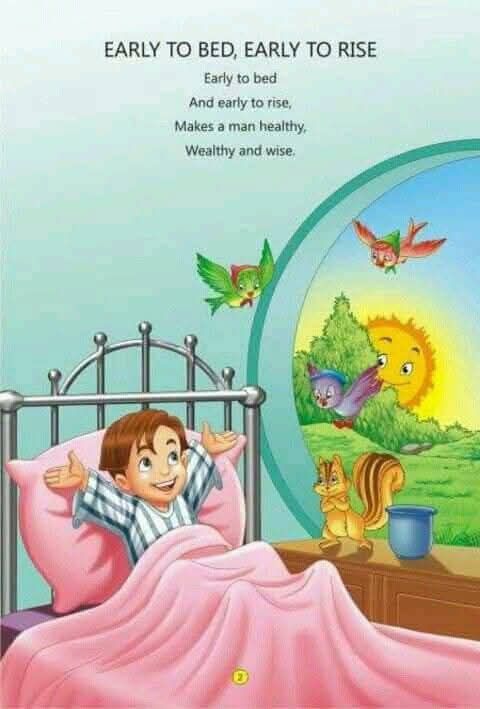 EARLY TO BED, EARLY TO RISE
Early to bed
And early to rise,
Makes a man healthy,
Wealthy and wise.
2